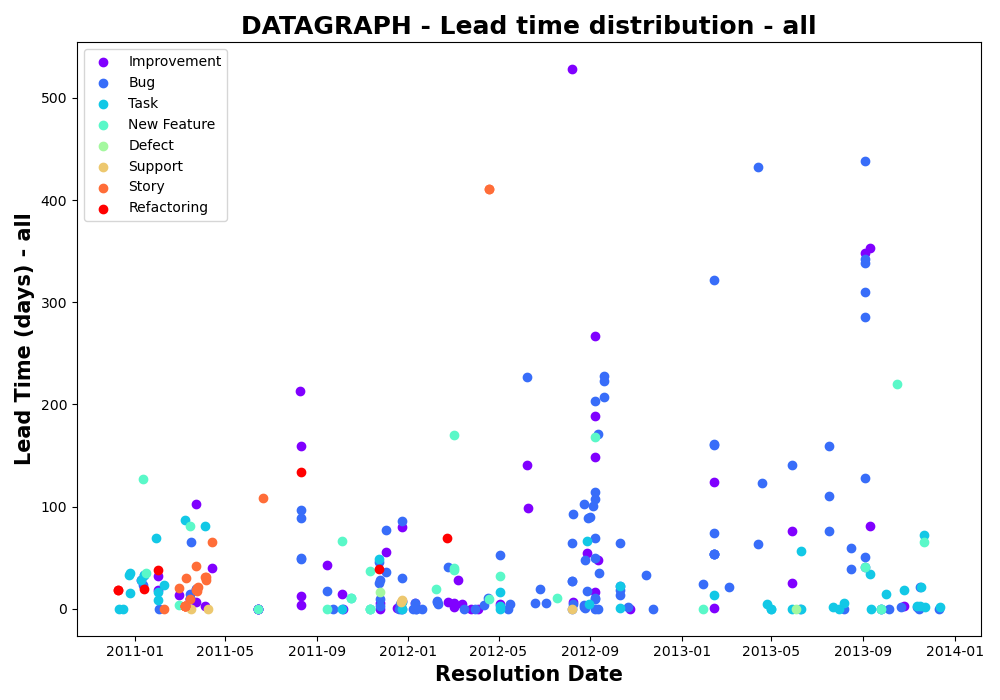 DATAGRAPH - Lead time distribution - all
Improvement
Bug
Task
New Feature
Defect
Support
Story
Refactoring
Lead Time (days) - all
500
400
300
200
100
0
2011-01 2011-05 2011-09 2012-01 2012-05 2012-09 2013-01 2013-05 2013-09 2014-01
Resolution Date